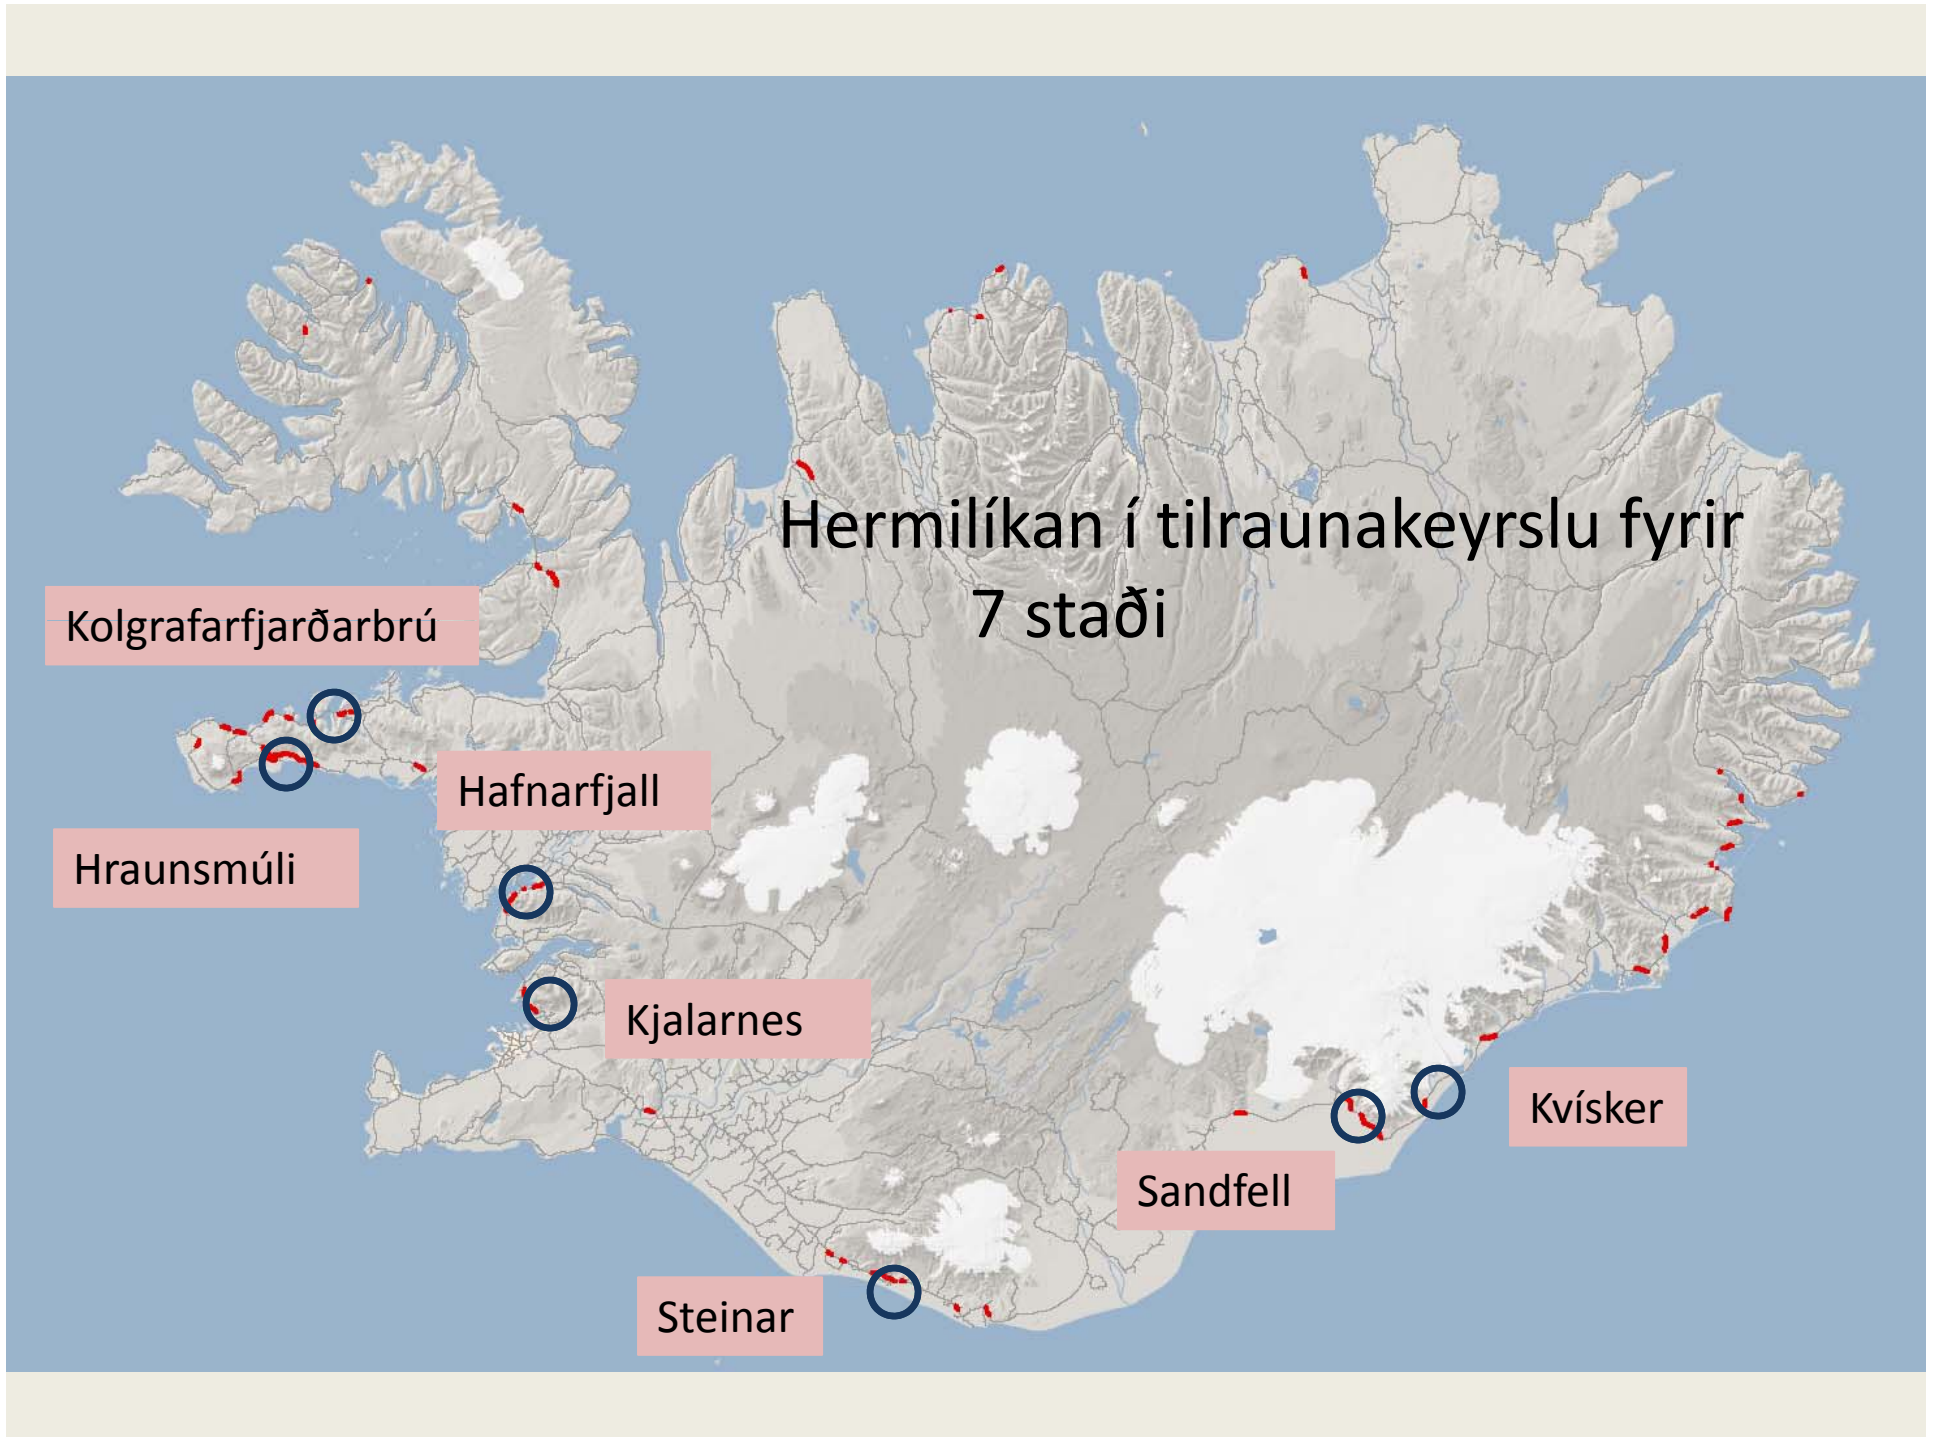 Hermilíkan í tilraunakeyrslu fyrir
7 staði
Kolgrafarfjarðarbrú
Hafnarfjall
Hraunsmúli
Kjalarnes
Kvísker
Sandfell
Steinar